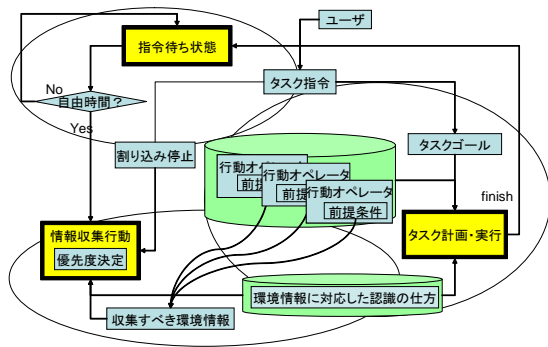 ユーザ
指令待ち状態
タスク指令
No
自由時間？
Yes
割り込み停止
タスクゴール
行動オペレータ
前提
行動オペレータ
前提
行動オペレータ
前提条件
finish
情報収集行動
優先度決定
タスク計画・実行
環境情報に対応した認識の仕方
収集すべき環境情報